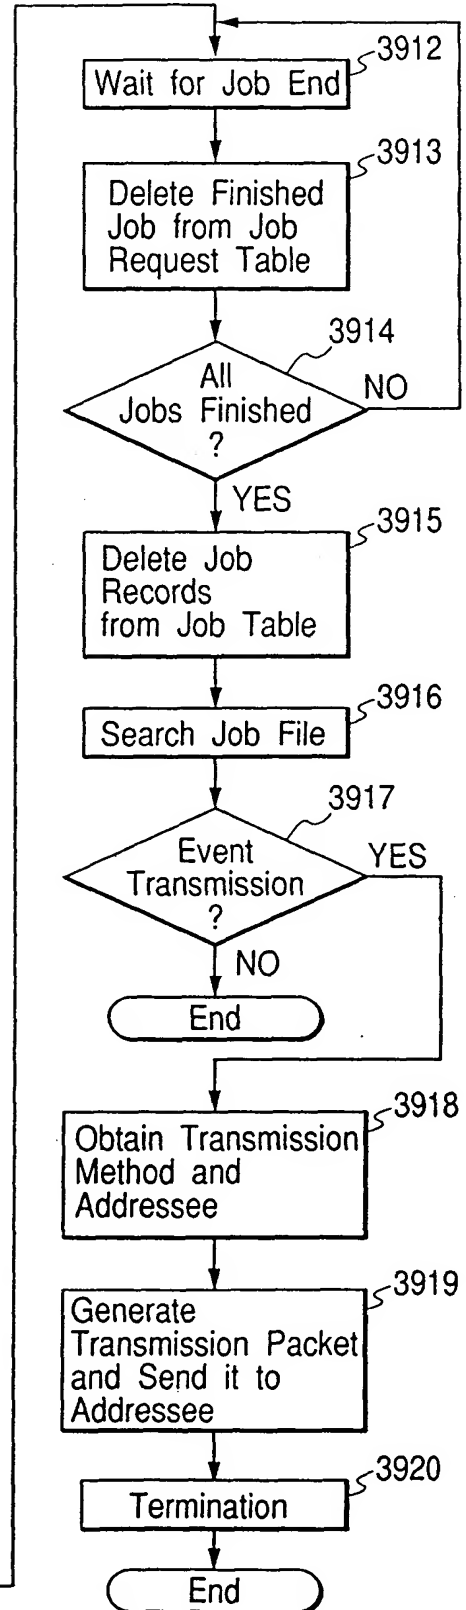 3912
Wait for Job End
3913
Delete Finished
Job from Job
Request Table
3914
All
Jobs Finished
?
NO
YES
3915
Delete Job
Records
from Job Table
3916
Search Job File
3917
Event
Transmission
?
YES
NO
End
3918
Obtain Transmission
Method and
Addressee
3919
Generate
Transmission Packet
and Send it to
Addressee
3920
Termination
End